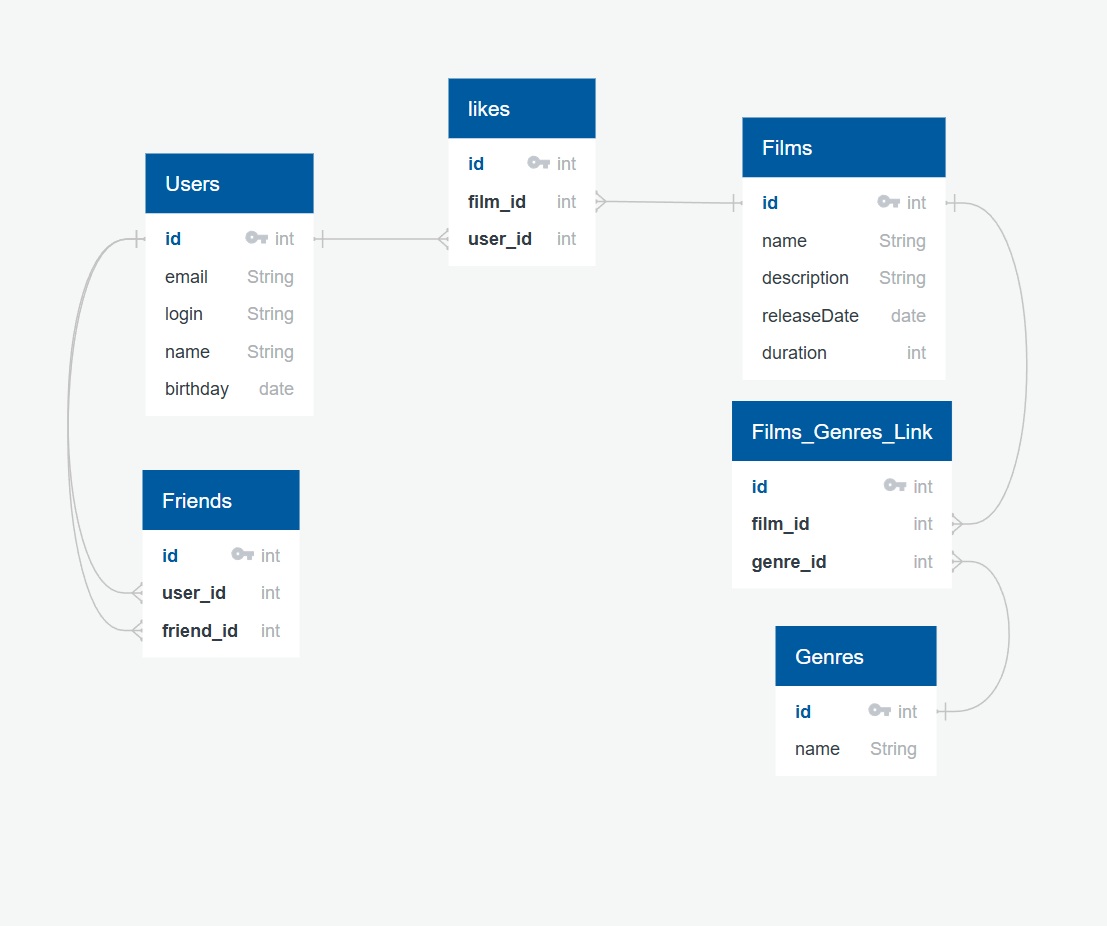 likes
id int
film_id int
user_id int
Users
id int
email String
login String
name String
birthday date
Films
id int
name String
description String
releaseDate date
duration int
Friends
id int
user_id int
friend_id int
Films_Genres_Link
id int
film_id int
genre_id int
Genres
id int
name String